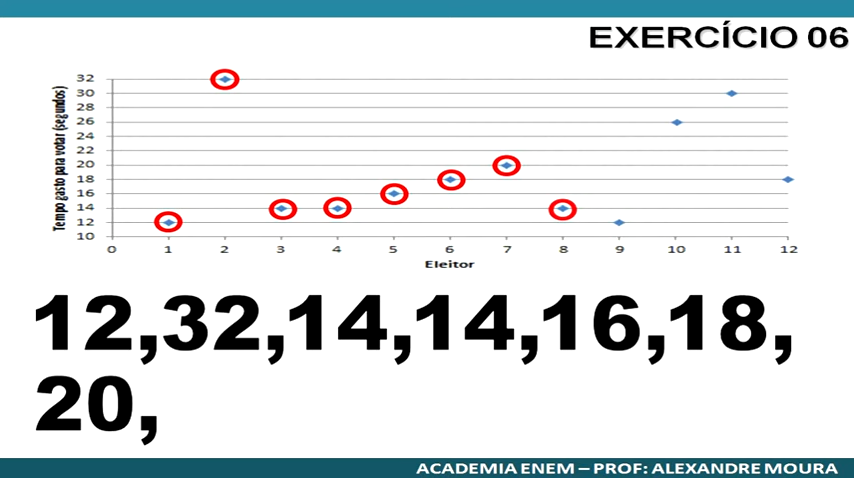 EXERCÍCIO 06
Tempo gasto para votar (segundos)
32
30
28
26
24
22
20
18
16
14
12
10
0 1 2 3 4 5 6 7 8 9 10 11 12
Eleitor
12,32,14,14,16,18,
20,
ACADEMIA ENEM – PROF: ALEXANDRE MOURA